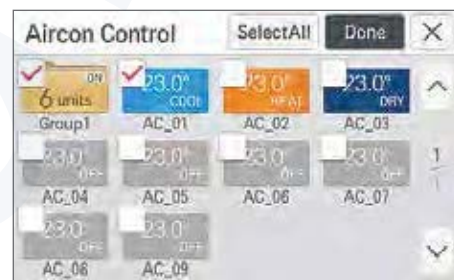 Aircon Control SelectAll Done
ON
6 units
Group1
23.0° COOL
AC_01
23.0° HEAT
AC_02
23.0° DRY
AC_03
23.0° OFF
AC_04
23.0° OFF
AC_05
23.0° OFF
AC_06
23.0° OFF
AC_07
1
1
23.0° OFF
AC_08
23.0° OFF
AC_09